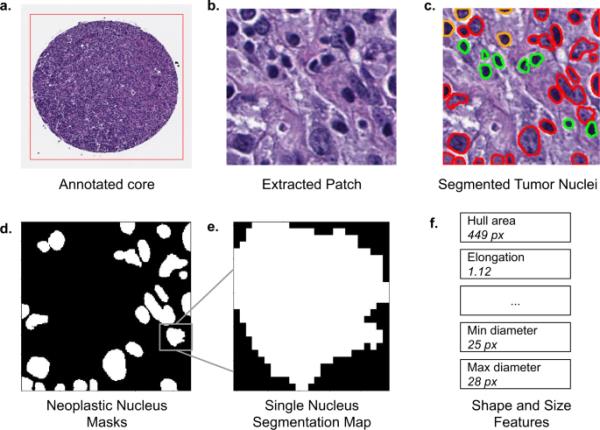 a.
b.
c.
Annotated core
Extracted Patch
Segmented Tumor Nuclei
d.
e.
f.
Hull area
449 px
Elongation
1.12
...
Min diameter
25 px
Max diameter
28 px
Neoplastic Nucleus
Masks
Single Nucleus
Segmentation Map
Shape and Size
Features